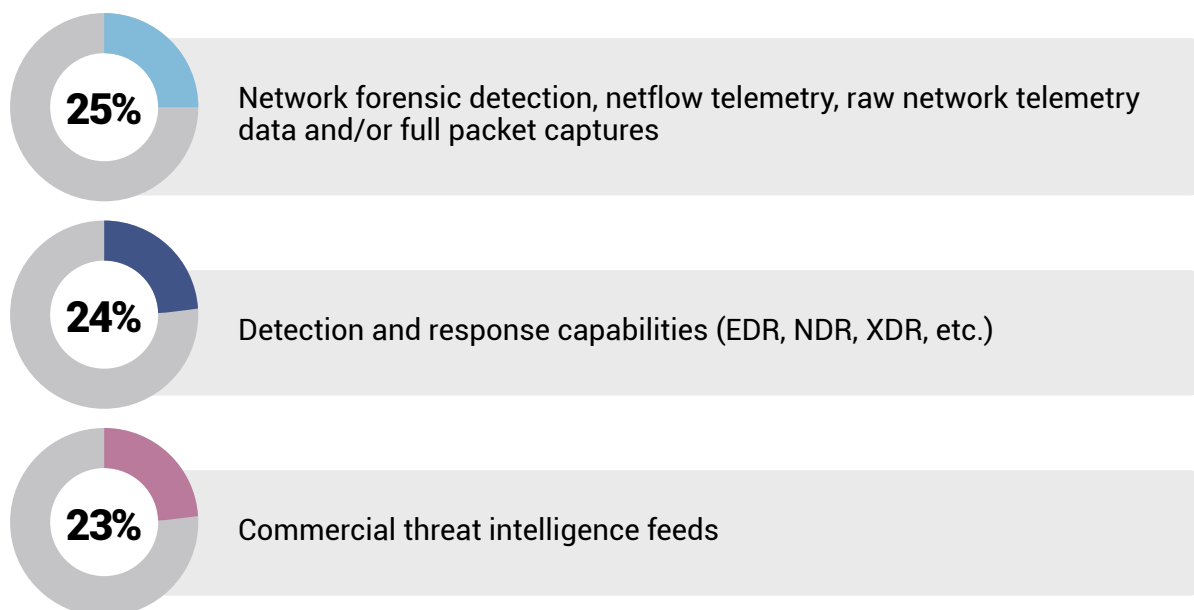 25%
Network forensic detection, netflow telemetry, raw network telemetry
data and/or full packet captures
24%
Detection and response capabilities (EDR, NDR, XDR, etc.)
23%
Commercial threat intelligence feeds